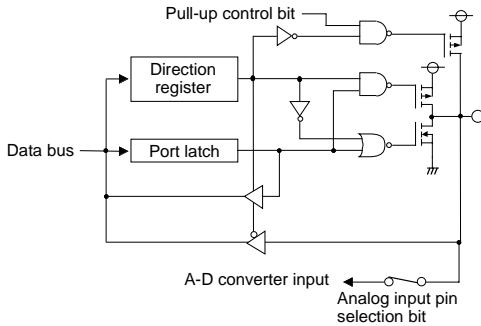 Pull-up control bit
Direction
register
Data bus
Port latch
A-D converter input
Analog input pin
selection bit